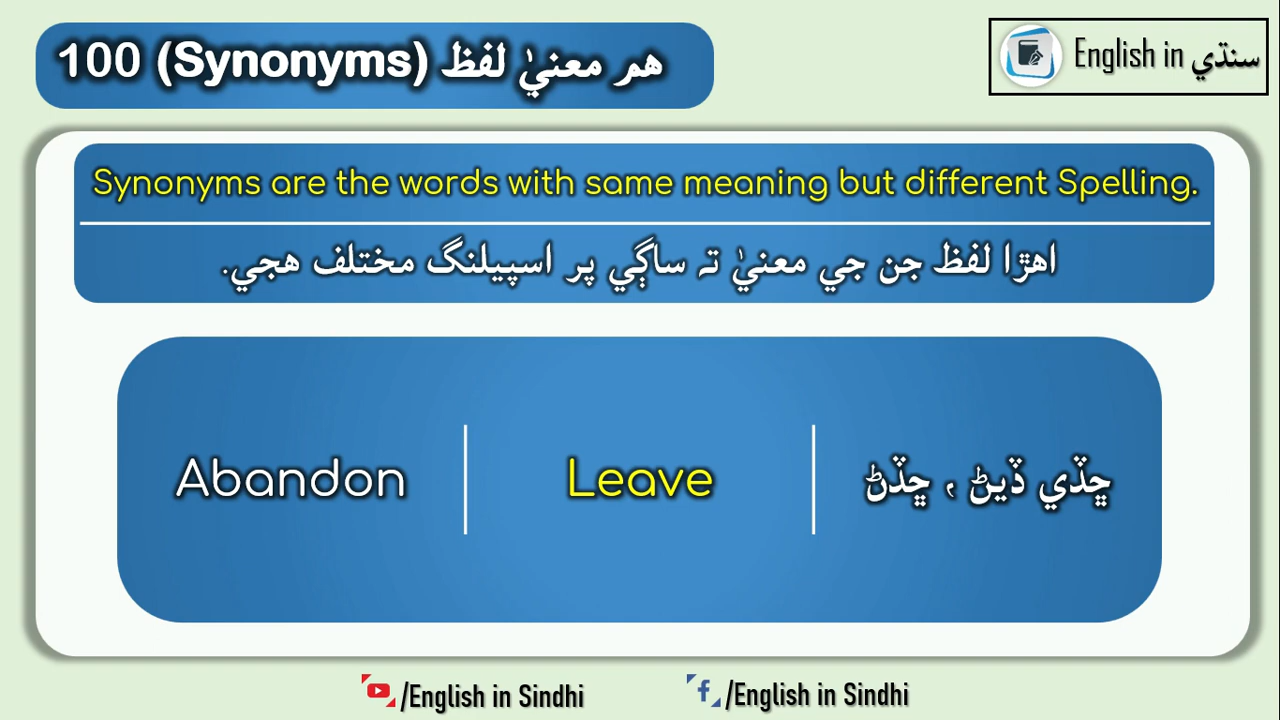 100 (Synonyms) هم معنيٰ لفظ
English in سنڌي
Synonyms are the words with same meaning but different Spelling.
اهڙا لفظ جن جي معنيٰ تہ ساڳي پر اسپيلنگ مختلف هجي.
Abandon
Leave
ڇڏي ڏيڻ ، ڇڏڻ
/English in Sindhi
/English in Sindhi